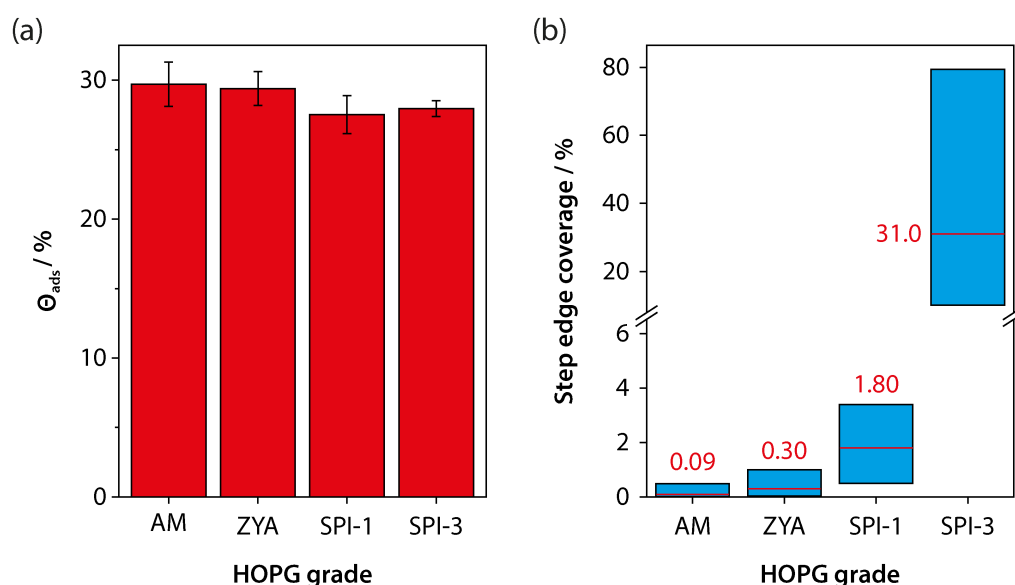 (a)
30
20
10
0
Θads / %
AM ZYA SPI-1 SPI-3
HOPG grade
(b)
80
60
40
20
6
4
2
0
Step edge coverage / %
31.0
1.80
0.30
0.09
AM ZYA SPI-1 SPI-3
HOPG grade